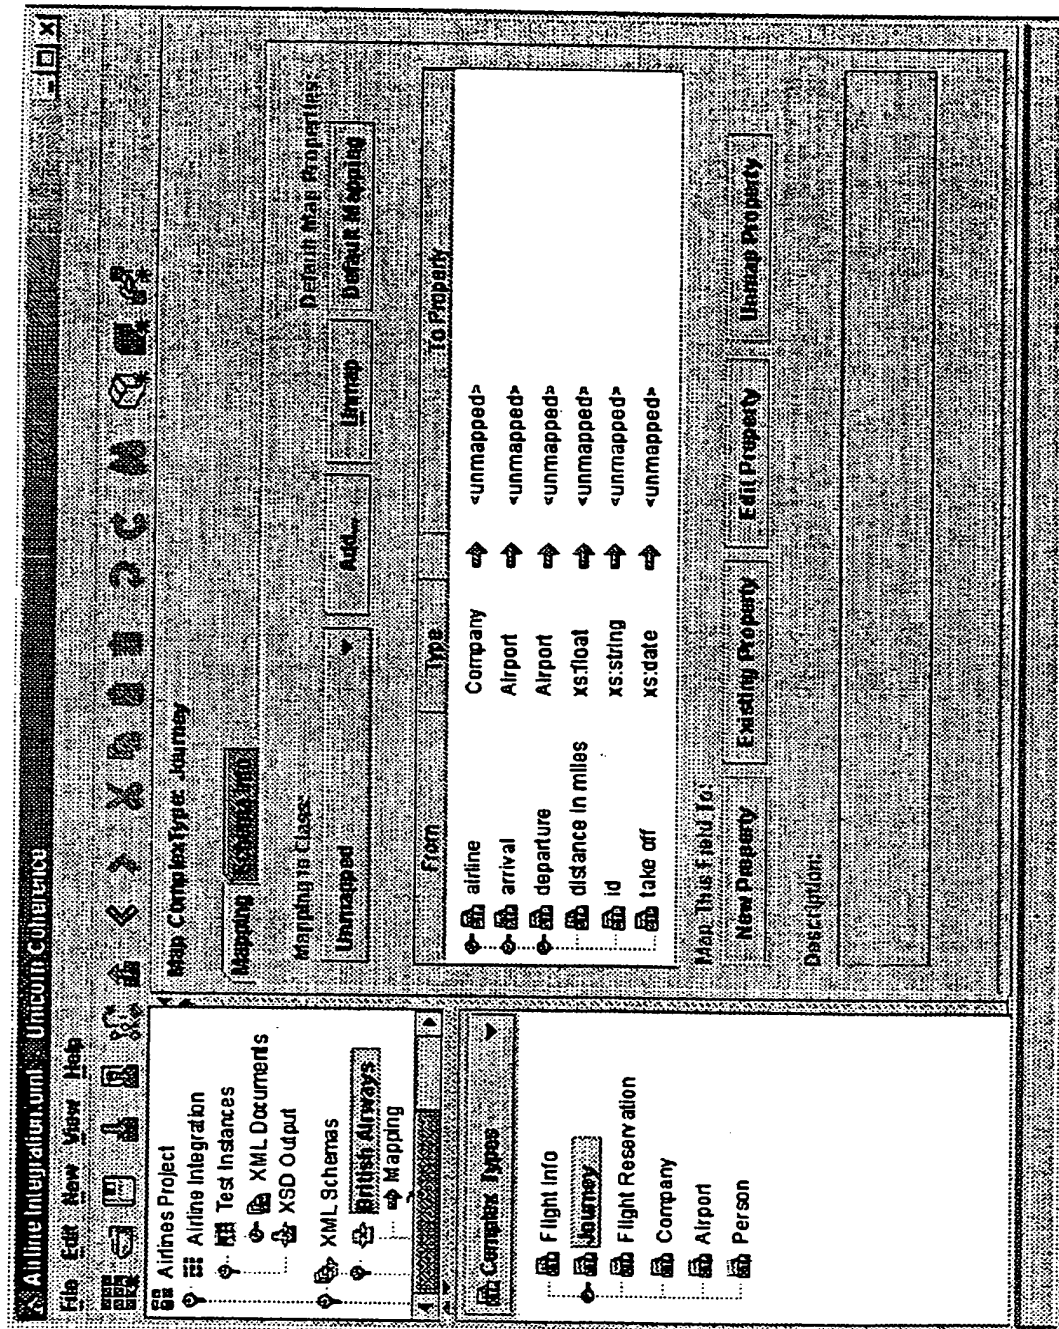 Airline Integration.uml - Unicorn Coherence
File Edit New View Help
Airlines Project
Airline Integration
Test Instances
XML Documents
XSD Output
XML Schemas
British Airways
Mapping
Complex Types
Flight Info
Journey
Flight Reservation
Company
Airport
Person
Map ComplexType: Journey
Mapping Schema Info
Mapping to Class: Default Map Properties:
Unmapped Add... Unmap Default Mapping
From Type To Property
airline Company <unmapped>
arrival Airport <unmapped>
departure Airport <unmapped>
distance in miles xs:float <unmapped>
id xs:string <unmapped>
take off xs:date <unmapped>
Map This Field To:
New Property Existing Property Edit Property Unmap Property
Description: